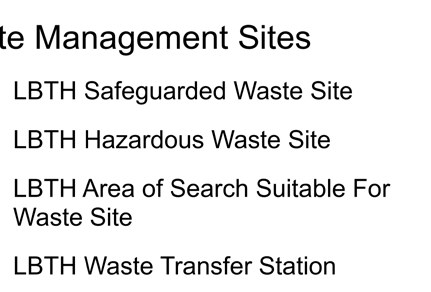 te Management Sites
LBTH Safeguarded Waste Site
LBTH Hazardous Waste Site
LBTH Area of Search Suitable For
Waste Site
LBTH Waste Transfer Station